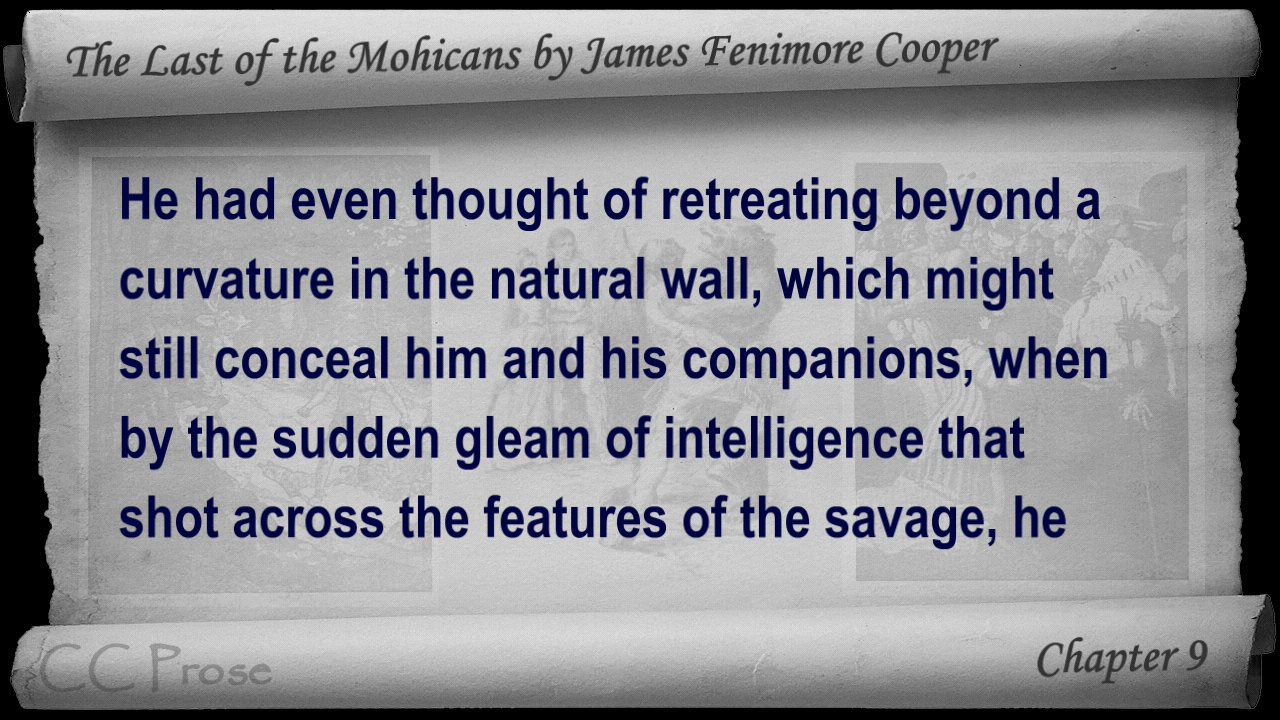 The Last of the Mohicans by James Fenimore Cooper
He had even thought of retreating beyond a
curvature in the natural wall, which might
still conceal him and his companions, when
by the sudden gleam of intelligence that
shot across the features of the savage, he
CC Prose
Chapter 9